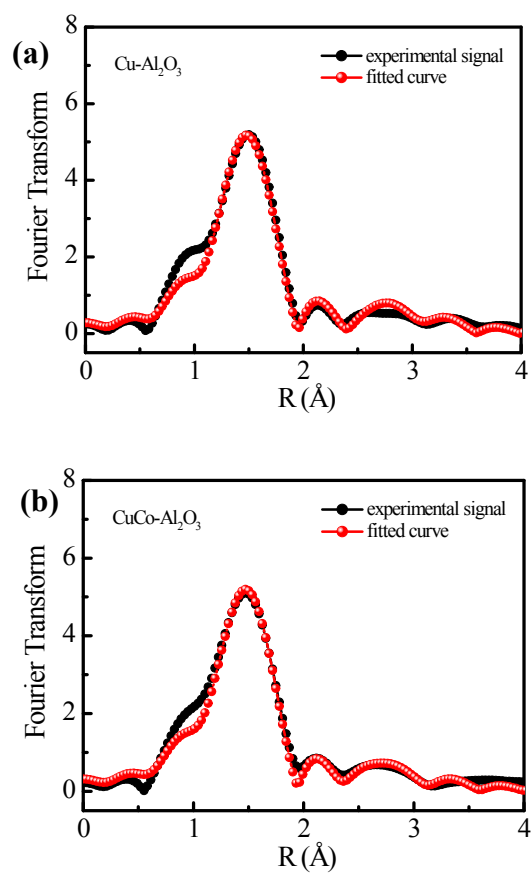 (a)
Cu-Al₂O₃
experimental signal
fitted curve
Fourier Transform
8
6
4
2
0
0 1 2 3 4
R (Å)
(b)
CuCo-Al₂O₃
experimental signal
fitted curve
Fourier Transform
8
6
4
2
0
0 1 2 3 4
R (Å)